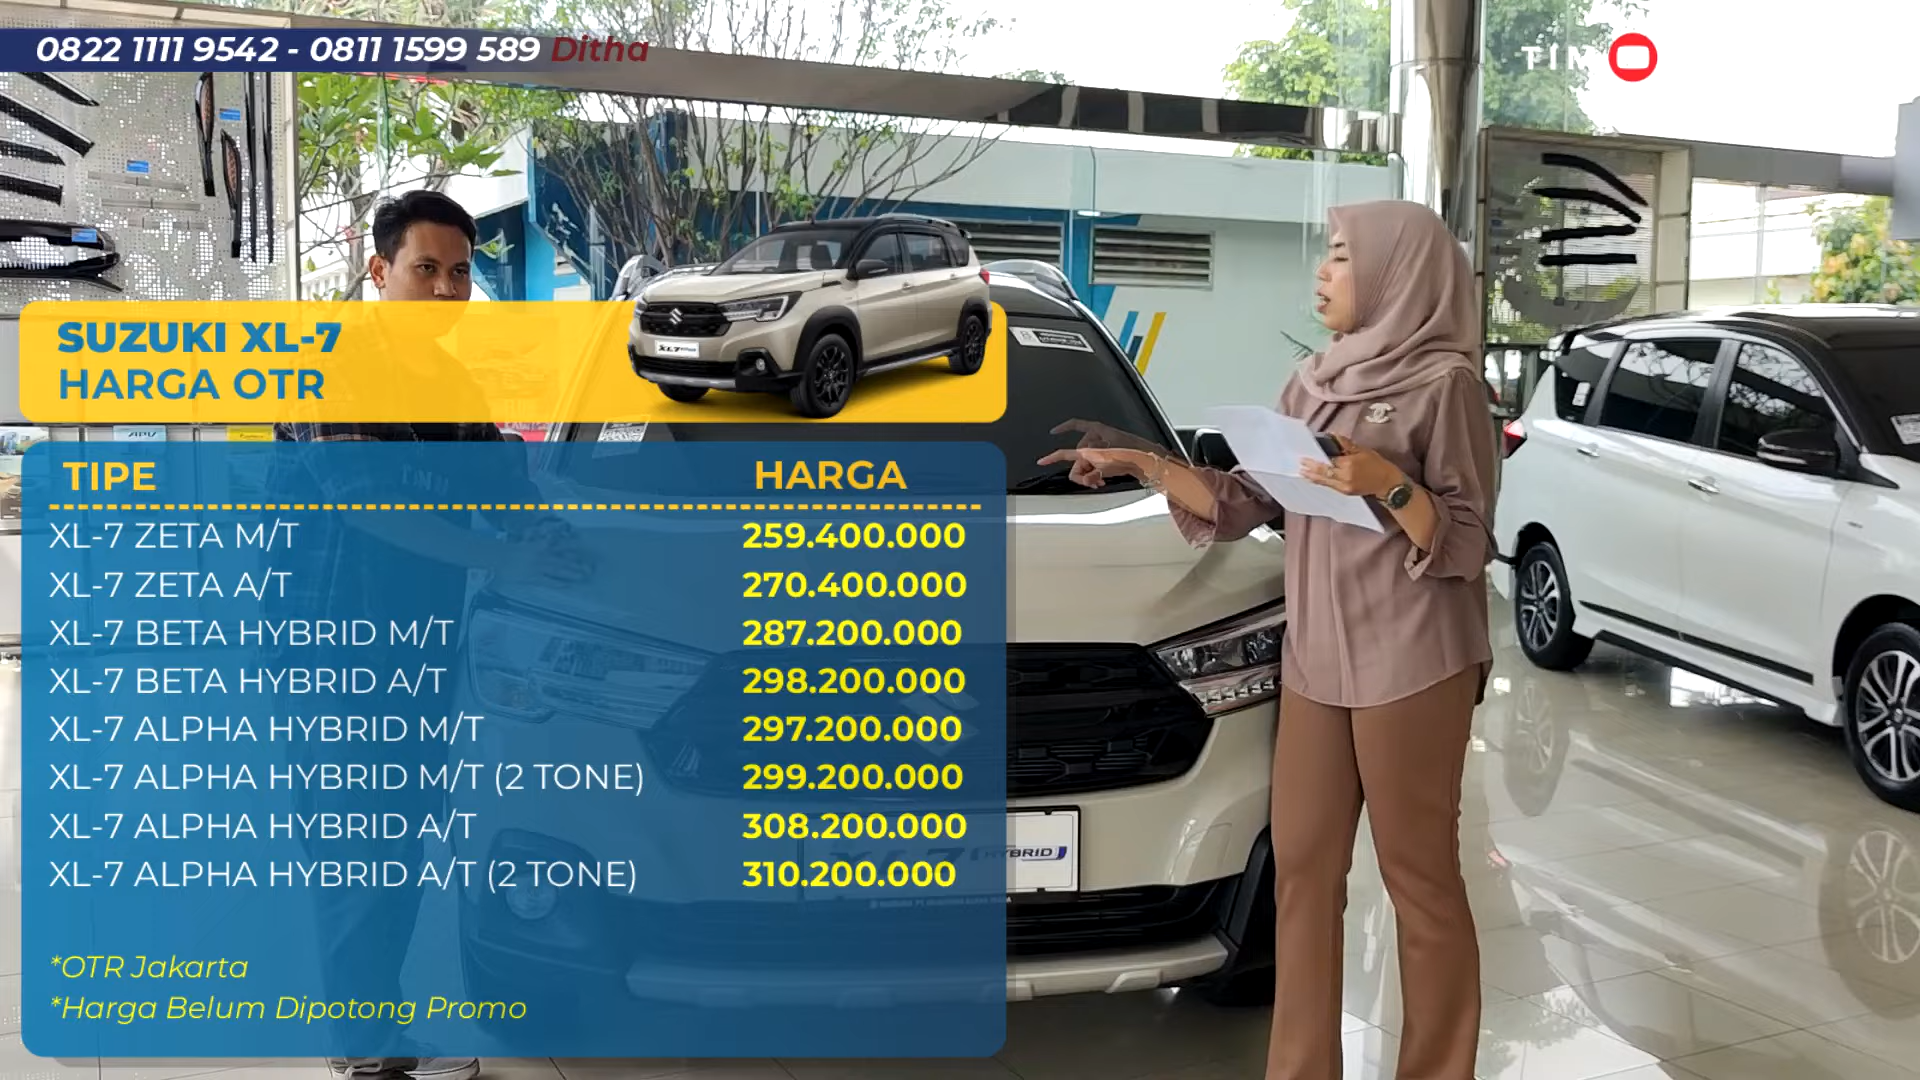 0822 1111 9542 - 0811 1599 589 Ditha
TIM
SUZUKI XL-7
HARGA OTR
TIPE HARGA
XL-7 ZETA M/T 259.400.000
XL-7 ZETA A/T 270.400.000
XL-7 BETA HYBRID M/T 287.200.000
XL-7 BETA HYBRID A/T 298.200.000
XL-7 ALPHA HYBRID M/T 297.200.000
XL-7 ALPHA HYBRID M/T (2 TONE) 299.200.000
XL-7 ALPHA HYBRID A/T 308.200.000
XL-7 ALPHA HYBRID A/T (2 TONE) 310.200.000
*OTR Jakarta
*Harga Belum Dipotong Promo
XL7 HYBRID